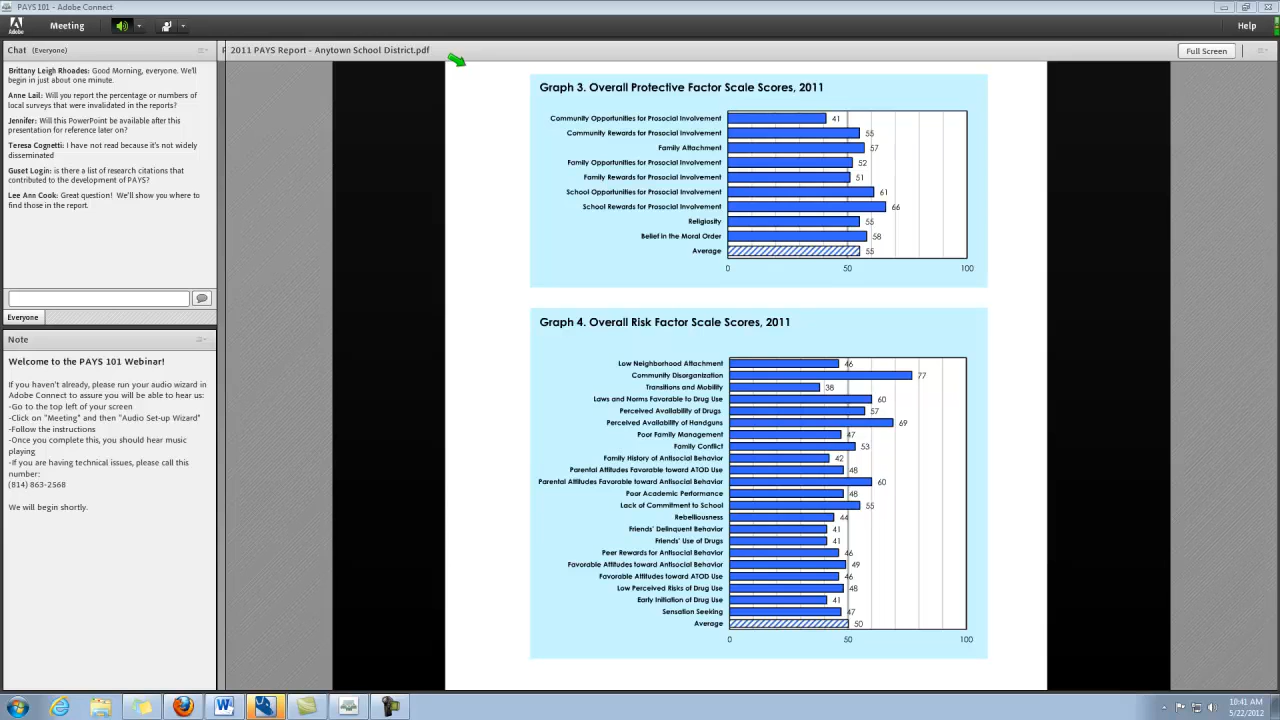 PAYS 101 - Adobe Connect
Adobe
Meeting
Help
Chat (Everyone)
Brittany Leigh Rhoades: Good Morning, everyone. We'll
begin in just about one minute.
Anne Lail: Will you report the percentage or numbers of
local surveys that were invalidated in the reports?
Jennifer: Will this PowerPoint be available after this
presentation for reference later on?
Teresa Cognetti: I have not read because it's not widely
disseminated
Guset Login: is there a list of research citations that
contributed to the development of PAYS?
Lee Ann Cook: Great question! We'll show you where to
find those in the report.
Everyone
Note
Welcome to the PAYS 101 Webinar!
If you haven't already, please run your audio wizard in
Adobe Connect to assure you will be able to hear us:
-Go to the top left of your screen
-Click on "Meeting" and then "Audio Set-up Wizard"
-Follow the instructions
-Once you complete this, you should hear music
playing
-If you are having technical issues, please call this
number:
(814) 863-2568
We will begin shortly.
2011 PAYS Report - Anytown School District.pdf
Full Screen
Graph 3. Overall Protective Factor Scale Scores, 2011
Community Opportunities for Prosocial Involvement 41
Community Rewards for Prosocial Involvement 55
Family Attachment 57
Family Opportunities for Prosocial Involvement 52
Family Rewards for Prosocial Involvement 51
School Opportunities for Prosocial Involvement 61
School Rewards for Prosocial Involvement 66
Religiosity 55
Belief in the Moral Order 58
Average 55
0 50 100
Graph 4. Overall Risk Factor Scale Scores, 2011
Low Neighborhood Attachment 46
Community Disorganization 77
Transitions and Mobility 38
Laws and Norms Favorable to Drug Use 60
Perceived Availability of Drugs 57
Perceived Availability of Handguns 69
Poor Family Management 47
Family Conflict 53
Family History of Antisocial Behavior 42
Parental Attitudes Favorable toward ATOD Use 48
Parental Attitudes Favorable toward Antisocial Behavior 60
Poor Academic Performance 48
Lack of Commitment to School 55
Rebelliousness 44
Friends' Delinquent Behavior 41
Friends' Use of Drugs 41
Peer Rewards for Antisocial Behavior 46
Favorable Attitudes toward Antisocial Behavior 49
Favorable Attitudes toward ATOD Use 46
Low Perceived Risks of Drug Use 48
Early Initiation of Drug Use 41
Sensation Seeking 47
Average 50
0 50 100
10:41 AM
5/22/2012